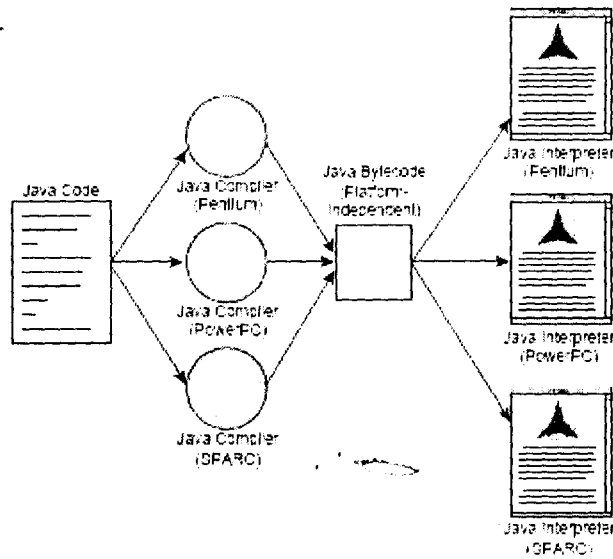 Java Code
Java Compiler
(Pentium)
Java Compiler
(PowerPC)
Java Compiler
(SPARC)
Java Bytecode
(Platform-
independent)
Java Interpreter
(Pentium)
Java Interpreter
(PowerPC)
Java Interpreter
(SPARC)